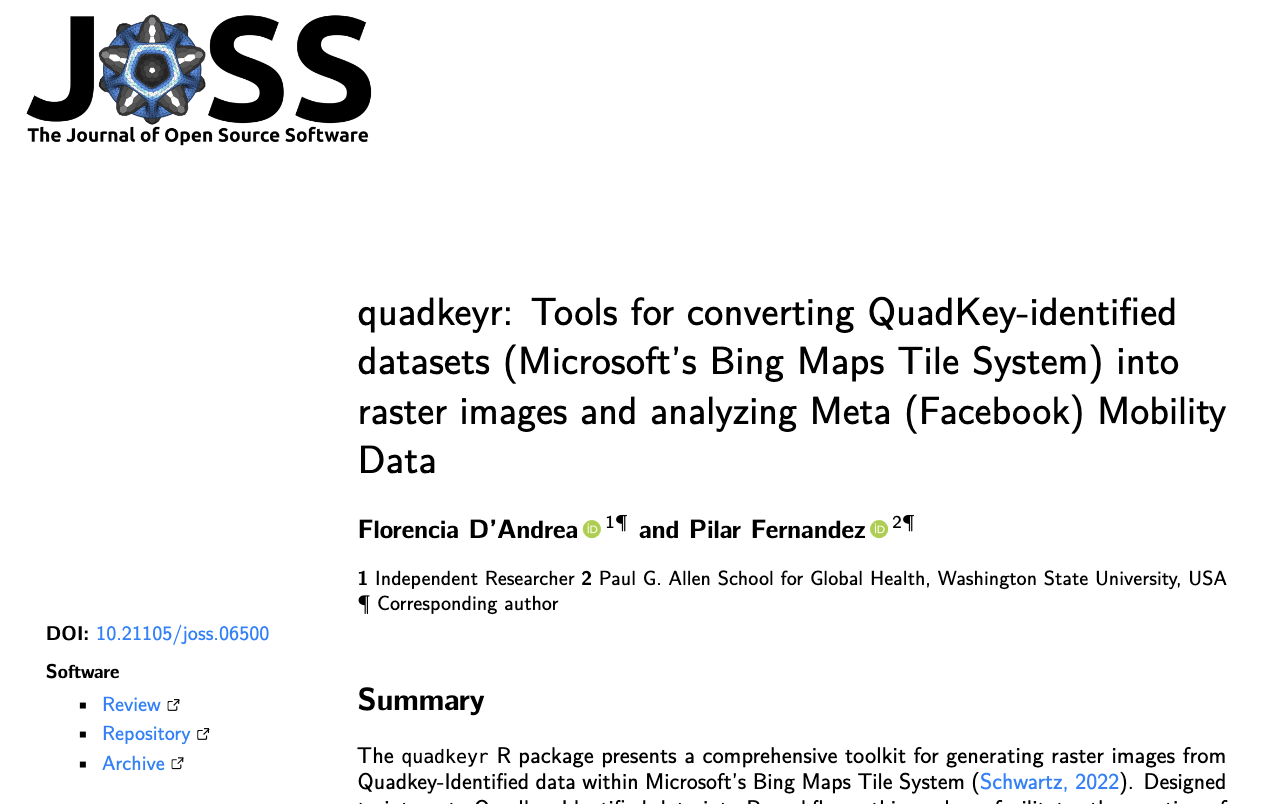 JOSS
The Journal of Open Source Software
quadkeyr: Tools for converting QuadKey-identified
datasets (Microsoft's Bing Maps Tile System) into
raster images and analyzing Meta (Facebook) Mobility
Data
Florencia D'Andrea iD 1¶ and Pilar Fernandez iD 2¶
1 Independent Researcher 2 Paul G. Allen School for Global Health, Washington State University, USA
¶ Corresponding author
DOI: 10.21105/joss.06500
Software
▪ Review
▪ Repository
▪ Archive
Summary
The quadkeyr R package presents a comprehensive toolkit for generating raster images from
Quadkey-Identified data within Microsoft's Bing Maps Tile System (Schwartz, 2022). Designed